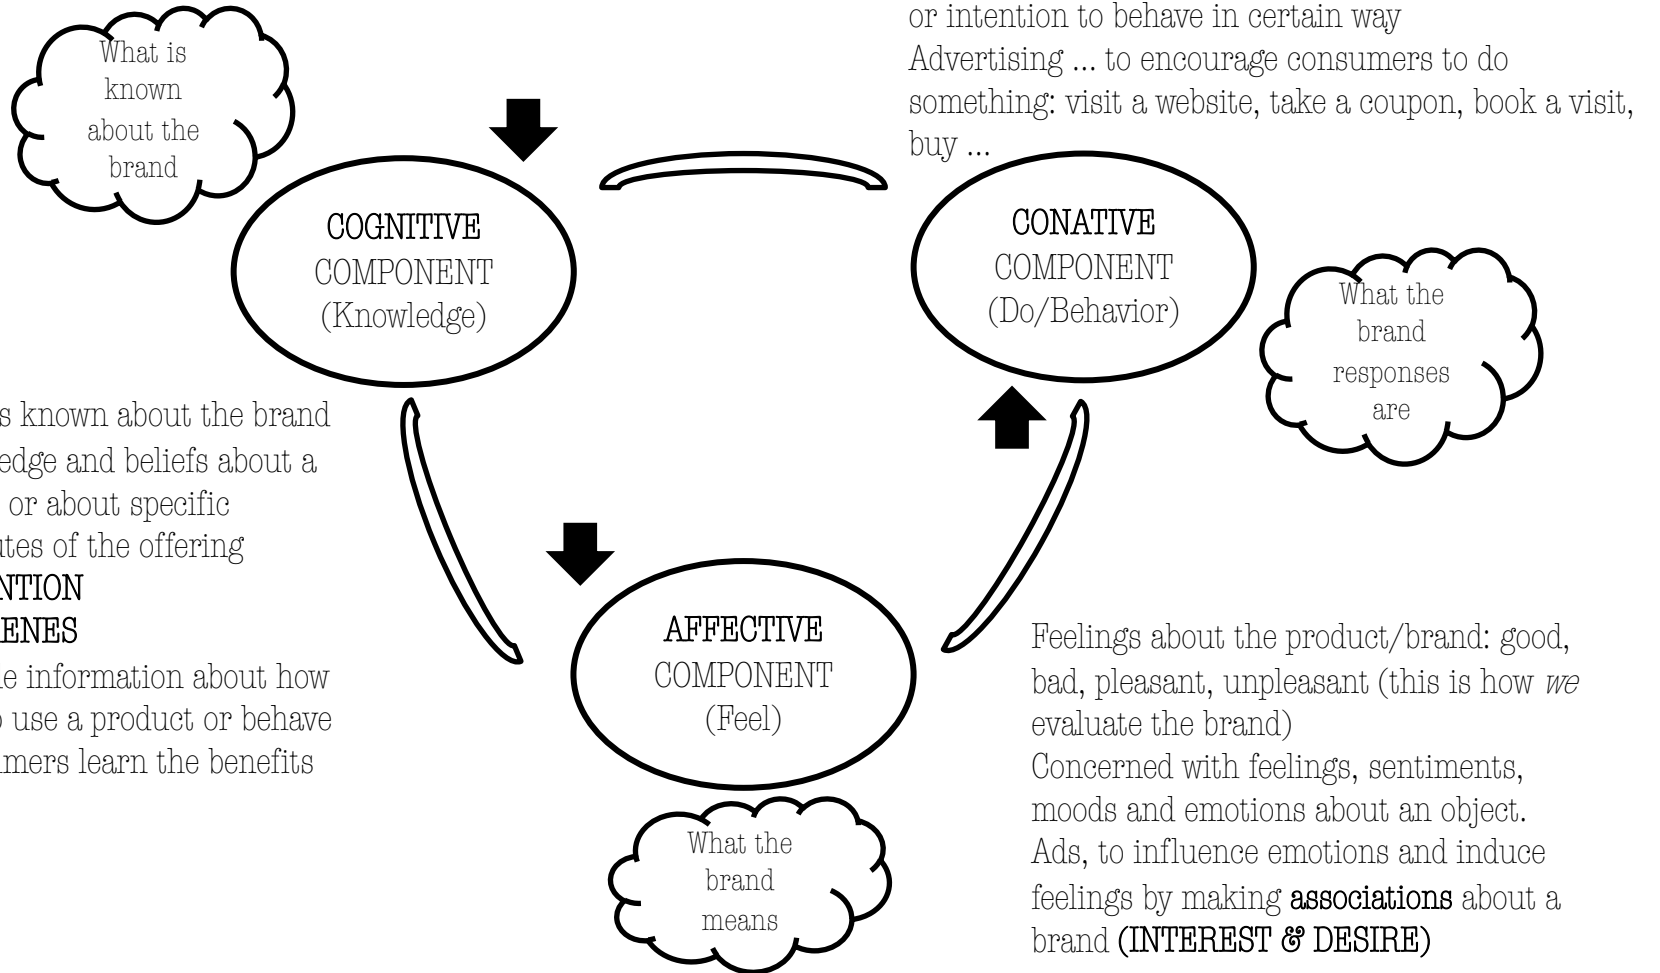 What is
known
about the
brand
or intention to behave in certain way
Advertising ... to encourage consumers to do
something: visit a website, take a coupon, book a visit,
buy ...
COGNITIVE
COMPONENT
(Knowledge)
CONATIVE
COMPONENT
(Do/Behavior)
What the
brand
responses
are
s known about the brand
edge and beliefs about a
or about specific
utes of the offering
NTION
ENES
e information about how
o use a product or behave
mers learn the benefits
AFFECTIVE
COMPONENT
(Feel)
What the
brand
means
Feelings about the product/brand: good,
bad, pleasant, unpleasant (this is how we
evaluate the brand)
Concerned with feelings, sentiments,
moods and emotions about an object.
Ads, to influence emotions and induce
feelings by making associations about a
brand (INTEREST & DESIRE)